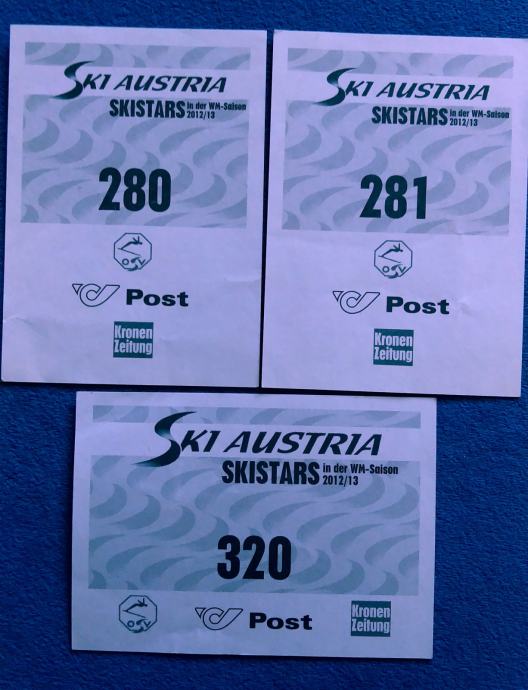 SKI AUSTRIA
SKISTARS in der WM-Saison
2012/13
280
Post
Kronen
Zeitung
SKI AUSTRIA
SKISTARS in der WM-Saison
2012/13
281
Post
Kronen
Zeitung
SKI AUSTRIA
SKISTARS in der WM-Saison
2012/13
320
Post
Kronen
Zeitung